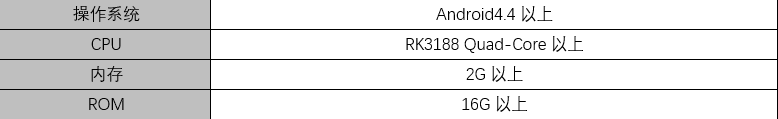 操作系统 Android4.4 以上
CPU RK3188 Quad-Core 以上
内存 2G 以上
ROM 16G 以上